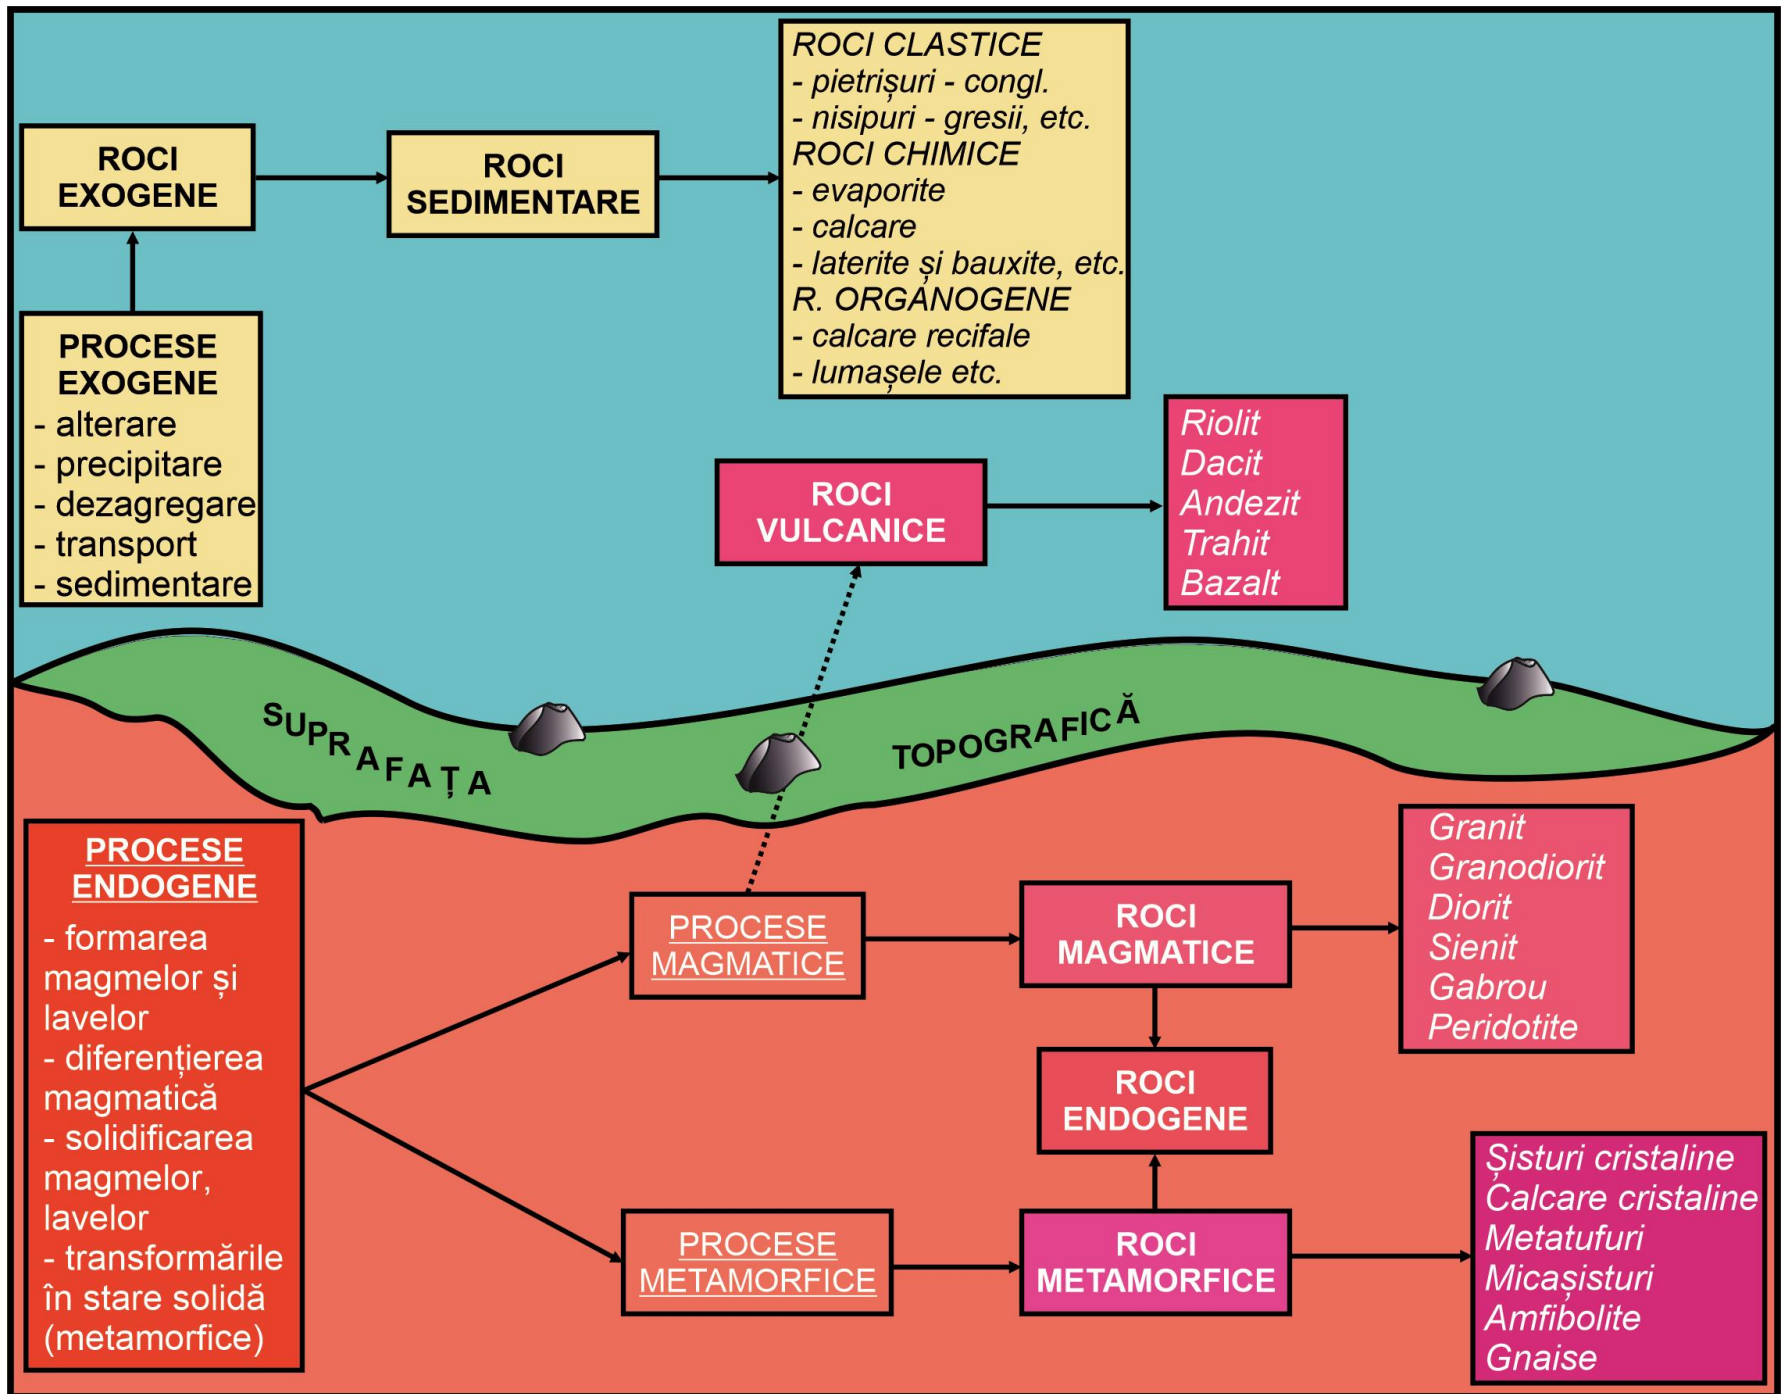 ROCI CLASTICE
- pietrișuri - congl.
- nisipuri - gresii, etc.
ROCI CHIMICE
- evaporite
- calcare
- laterite și bauxite, etc.
R. ORGANOGENE
- calcare recifale
- lumașele etc.
ROCI
EXOGENE
ROCI
SEDIMENTARE
PROCESE
EXOGENE
- alterare
- precipitare
- dezagregare
- transport
- sedimentare
ROCI
VULCANICE
Riolit
Dacit
Andezit
Trahit
Bazalt
SUPRAFAȚA TOPOGRAFICĂ
PROCESE
ENDOGENE
- formarea
magmelor și
lavelor
- diferențierea
magmatică
- solidificarea
magmelor,
lavelor
- transformările
în stare solidă
(metamorfice)
PROCESE
MAGMATICE
ROCI
MAGMATICE
Granit
Granodiorit
Diorit
Sienit
Gabrou
Peridotite
ROCI
ENDOGENE
PROCESE
METAMORFICE
ROCI
METAMORFICE
Șisturi cristaline
Calcare cristaline
Metatufuri
Micașisturi
Amfibolite
Gnaise